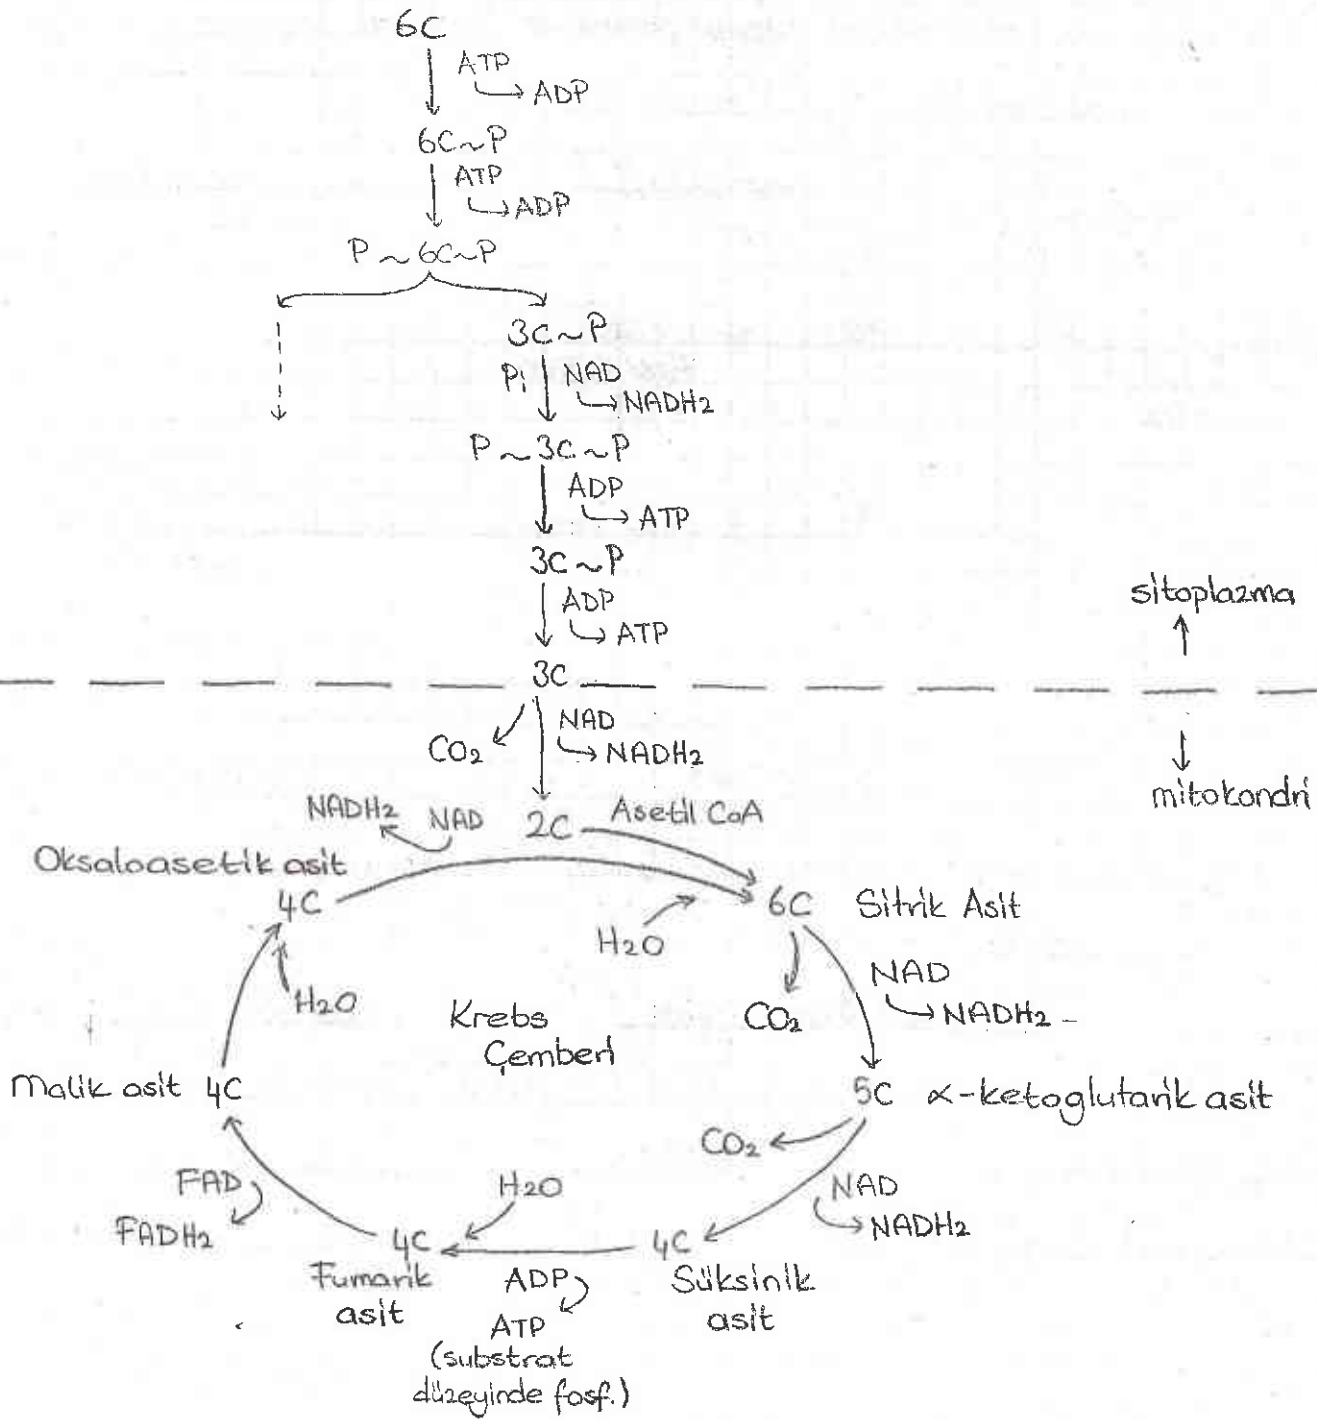 6C
ATP
ADP
6C~P
ATP
ADP
P~6C~P
3C~P
Pi NAD
NADH2
P~3C~P
ADP
ATP
3C~P
ADP
ATP
sitoplazma
3C
NAD
CO2
NADH2
mitokondri
NADH2 NAD 2C Asetil CoA
Oksaloasetik asit
4C
6C Sitrik Asit
H2O
NAD
H2O
CO2
NADH2
Krebs
Çemberi
Malik asit 4C
5C α-ketoglutarik asit
CO2
FAD
H2O
NAD
FADH2
NADH2
4C
4C
Fumarik
asit
ADP
ATP
(substrat
düzeyinde fosf.)
Süksinik
asit